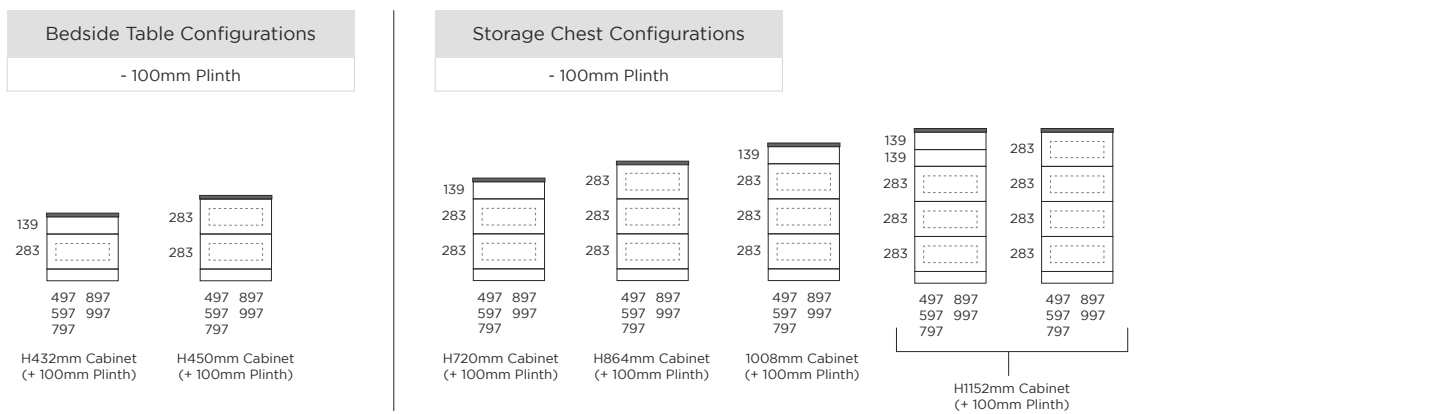 Bedside Table Configurations
- 100mm Plinth
139
283
497 897
597 997
797
H432mm Cabinet
(+ 100mm Plinth)
283
283
497 897
597 997
797
H450mm Cabinet
(+ 100mm Plinth)
Storage Chest Configurations
- 100mm Plinth
139
283
283
497 897
597 997
797
H720mm Cabinet
(+ 100mm Plinth)
283
283
283
497 897
597 997
797
H864mm Cabinet
(+ 100mm Plinth)
139
283
283
283
497 897
597 997
797
1008mm Cabinet
(+ 100mm Plinth)
139
139
283
283
283
497 897
597 997
797
283
283
283
283
497 897
597 997
797
H1152mm Cabinet
(+ 100mm Plinth)